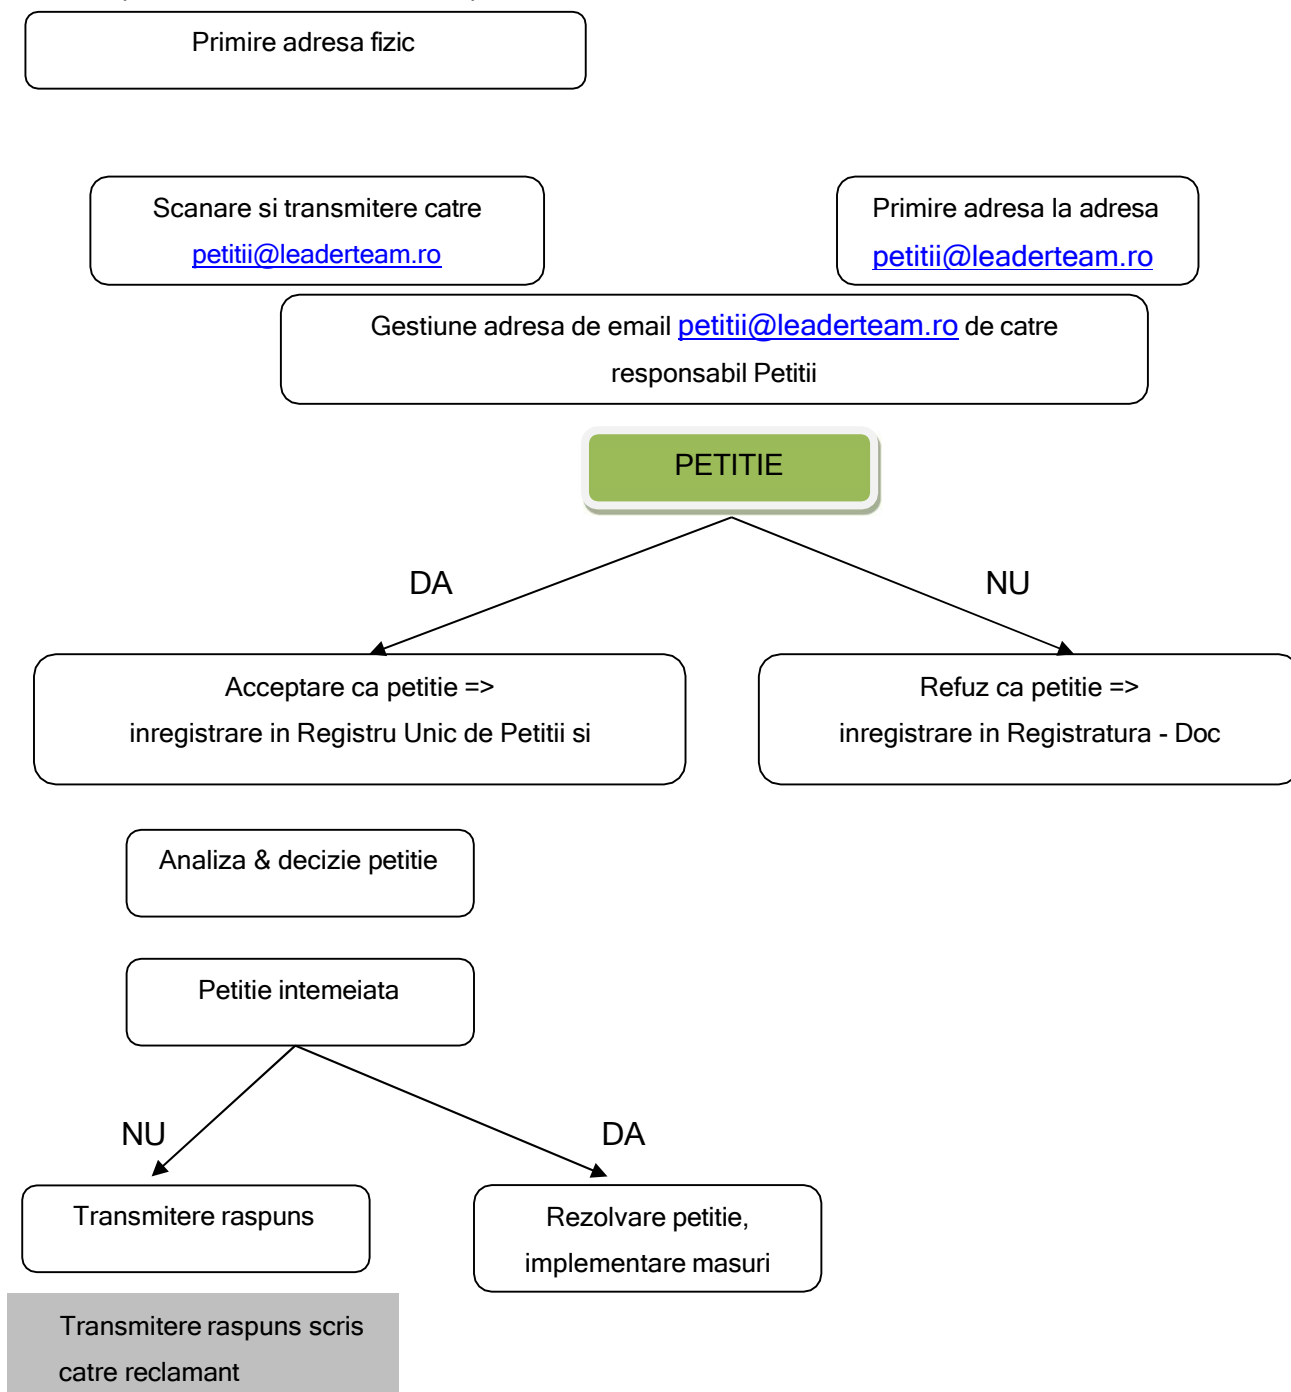 Primire adresa fizic
Scanare si transmitere catre
petitii@leaderteam.ro
Primire adresa la adresa
petitii@leaderteam.ro
Gestiune adresa de email petitii@leaderteam.ro de catre
responsabil Petitii
PETITIE
DA
NU
Acceptare ca petitie =>
inregistrare in Registru Unic de Petitii si
Refuz ca petitie =>
inregistrare in Registratura - Doc
Analiza & decizie petitie
Petitie intemeiata
NU
DA
Transmitere raspuns
Rezolvare petitie,
implementare masuri
Transmitere raspuns scris
catre reclamant